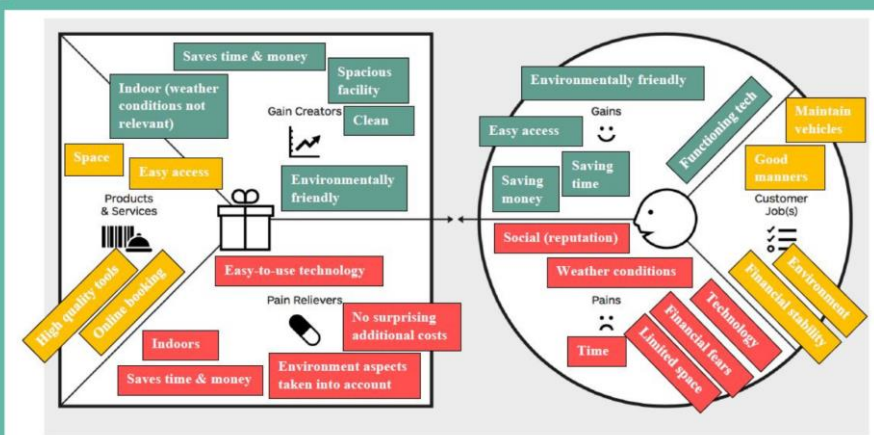 Saves time & money
Spacious
facility
Indoor (weather
conditions not
relevant)
Gain Creators
Clean
Space
Easy access
Environmentally
friendly
Products
& Services
High quality tools
Online booking
Easy-to-use technology
Pain Relievers
No surprising
additional costs
Indoors
Environment aspects
taken into account
Saves time & money
Environmentally friendly
Gains
Functioning tech
Easy access
Saving
time
Saving
money
Maintain
vehicles
Good
manners
Customer
Job(s)
Environment
Financial stability
Social (reputation)
Weather conditions
Pains
Technology
Financial fears
Limited space
Time